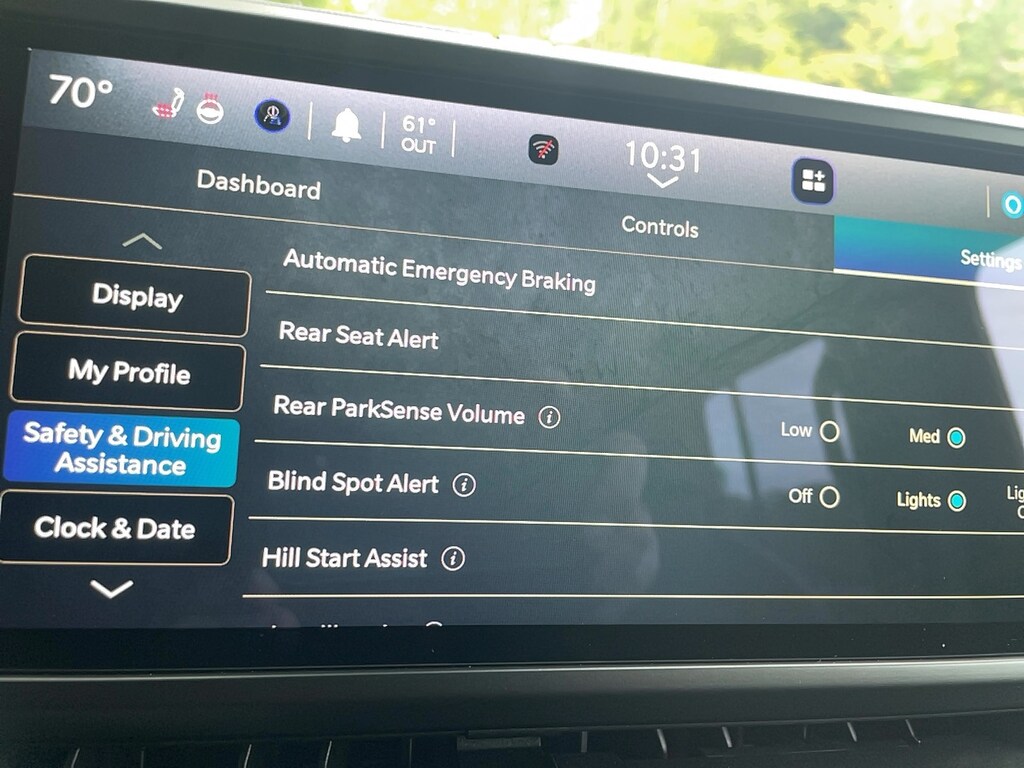 70°
61°
OUT
10:31
Dashboard
Controls
Settings
Display
My Profile
Safety & Driving
Assistance
Clock & Date
Automatic Emergency Braking
Rear Seat Alert
Rear ParkSense Volume i Low Med
Blind Spot Alert i Off Lights
Hill Start Assist i